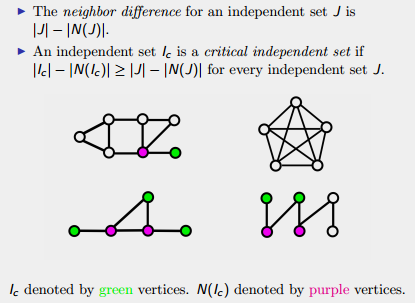 ▶ The neighbor difference for an independent set J is
|J| − |N(J)|.
▶ An independent set I_c is a critical independent set if
|I_c| − |N(I_c)| ≥ |J| − |N(J)| for every independent set J.
I_c denoted by green vertices. N(I_c) denoted by purple vertices.